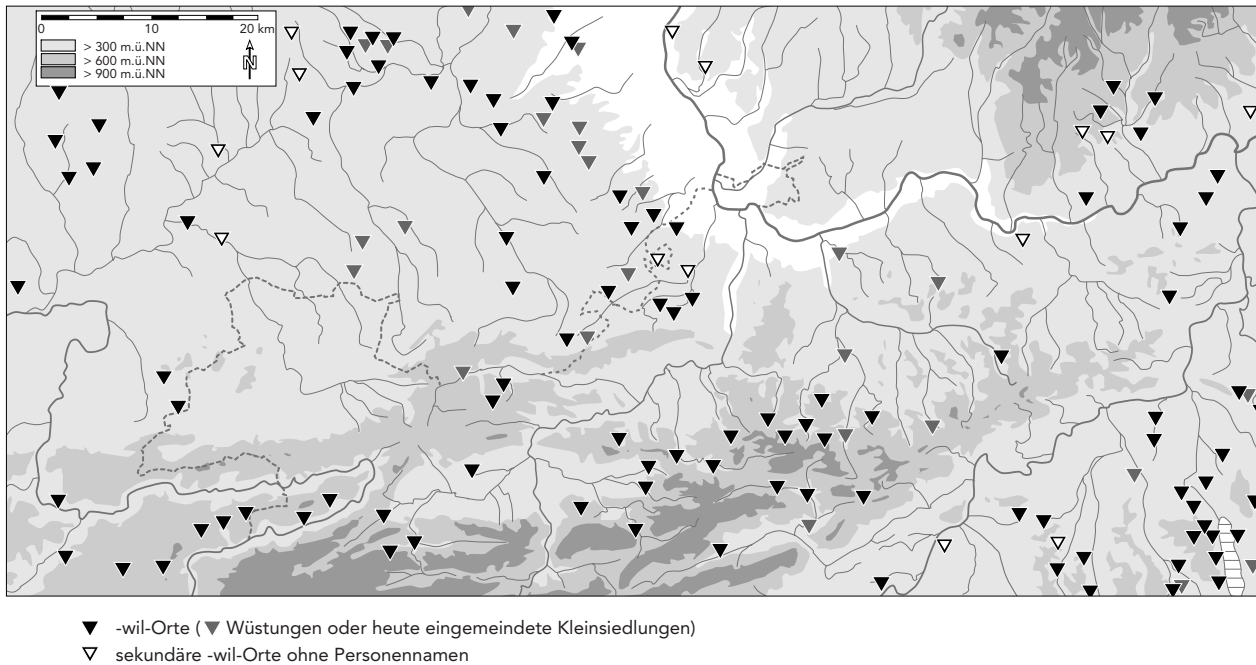 0 10 20 km
> 300 m.ü.NN
> 600 m.ü.NN
> 900 m.ü.NN
N
-wil-Orte ( Wüstungen oder heute eingemeindete Kleinsiedlungen)
sekundäre -wil-Orte ohne Personennamen